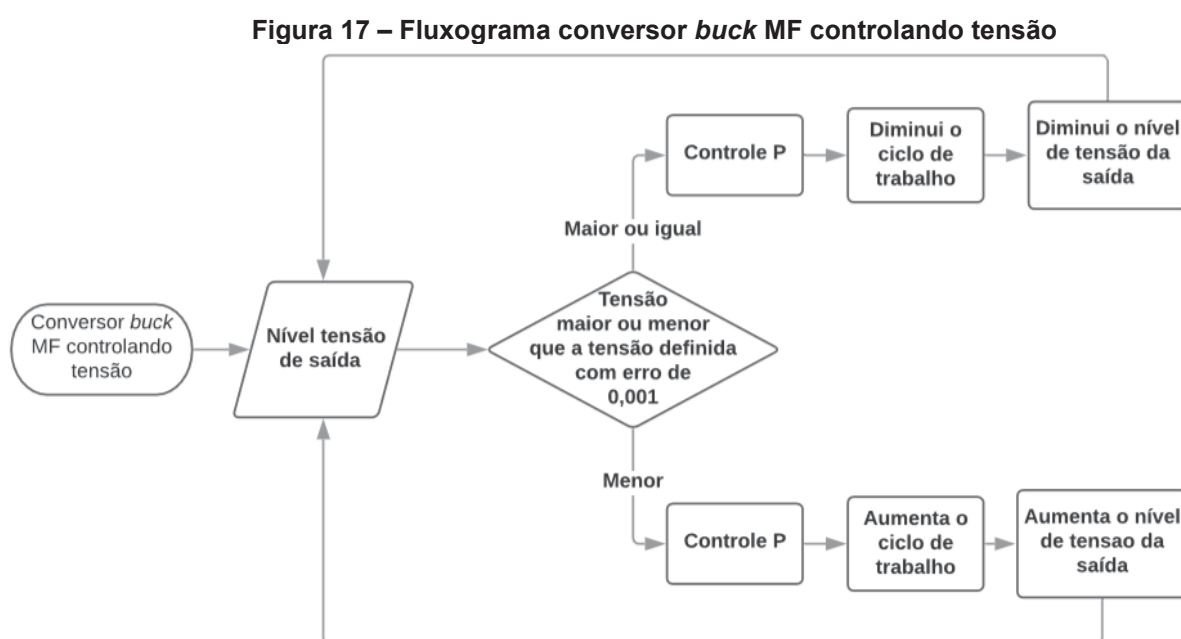 Figura 17 – Fluxograma conversor buck MF controlando tensão
Controle P
Diminui o
ciclo de
trabalho
Diminui o nível
de tensão da
saída
Maior ou igual
Conversor buck
MF controlando
tensão
Nível tensão
de saída
Tensão
maior ou menor
que a tensão definida
com erro de
0,001
Menor
Controle P
Aumenta o
ciclo de
trabalho
Aumenta o nível
de tensao da
saída